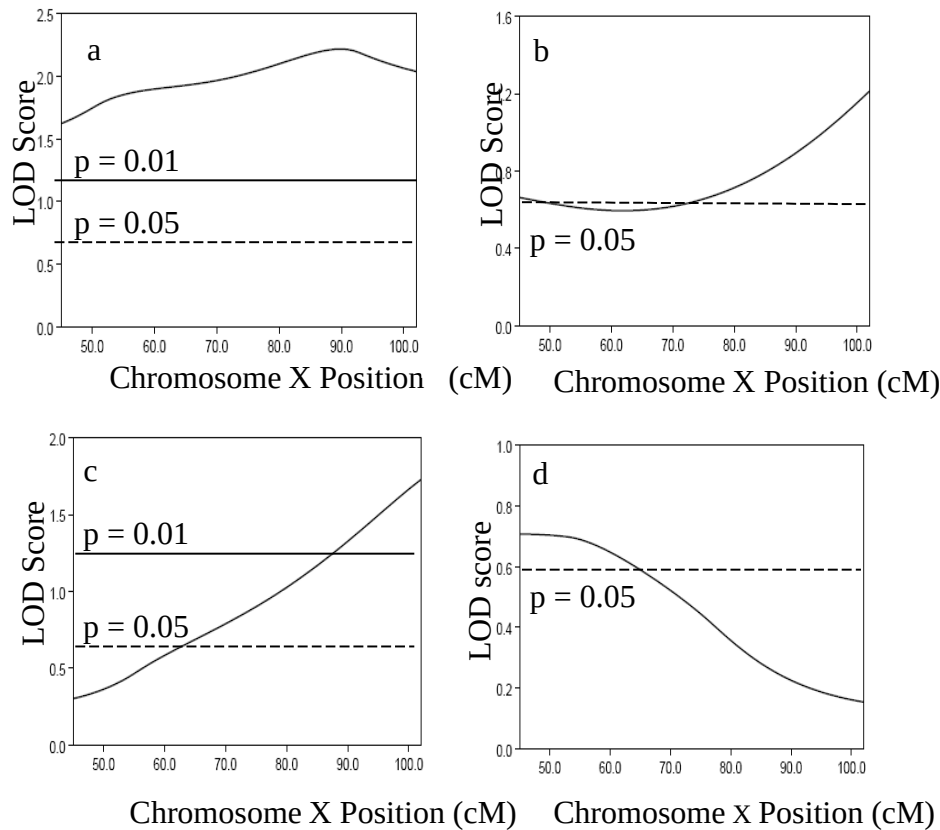 a
LOD Score
2.5
2.0
1.5
1.0
0.5
0.0
p = 0.01
p = 0.05
50.0 60.0 70.0 80.0 90.0 100.0
Chromosome X Position (cM)
b
LOD Score
1.6
1.2
0.8
0.4
0.0
p = 0.05
50.0 60.0 70.0 80.0 90.0 100.0
Chromosome X Position (cM)
c
LOD Score
2.0
1.5
1.0
0.5
0.0
p = 0.01
p = 0.05
50.0 60.0 70.0 80.0 90.0 100.0
Chromosome X Position (cM)
d
LOD score
1.0
0.8
0.6
0.4
0.2
0.0
p = 0.05
50.0 60.0 70.0 80.0 90.0 100.0
Chromosome X Position (cM)